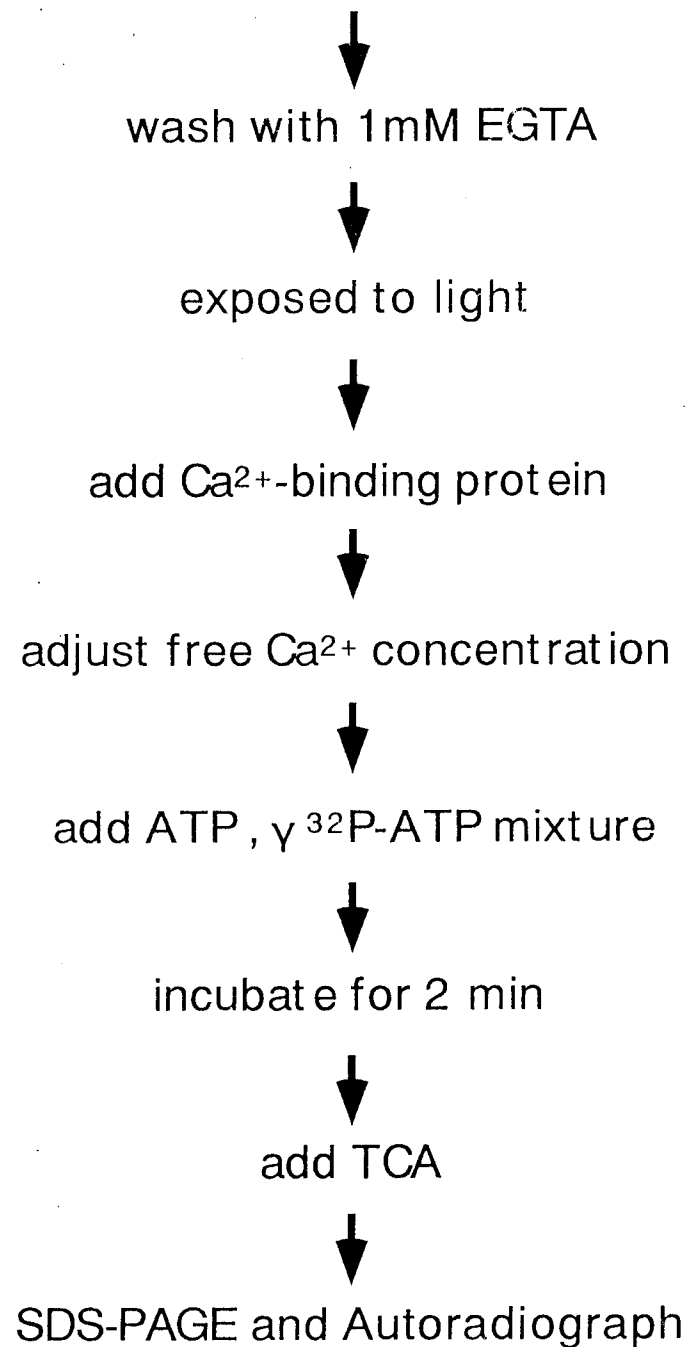 wash with 1mM EGTA
exposed to light
add Ca²⁺-binding protein
adjust free Ca²⁺ concentration
add ATP, γ ³²P-ATP mixture
incubate for 2 min
add TCA
SDS-PAGE and Autoradiograph